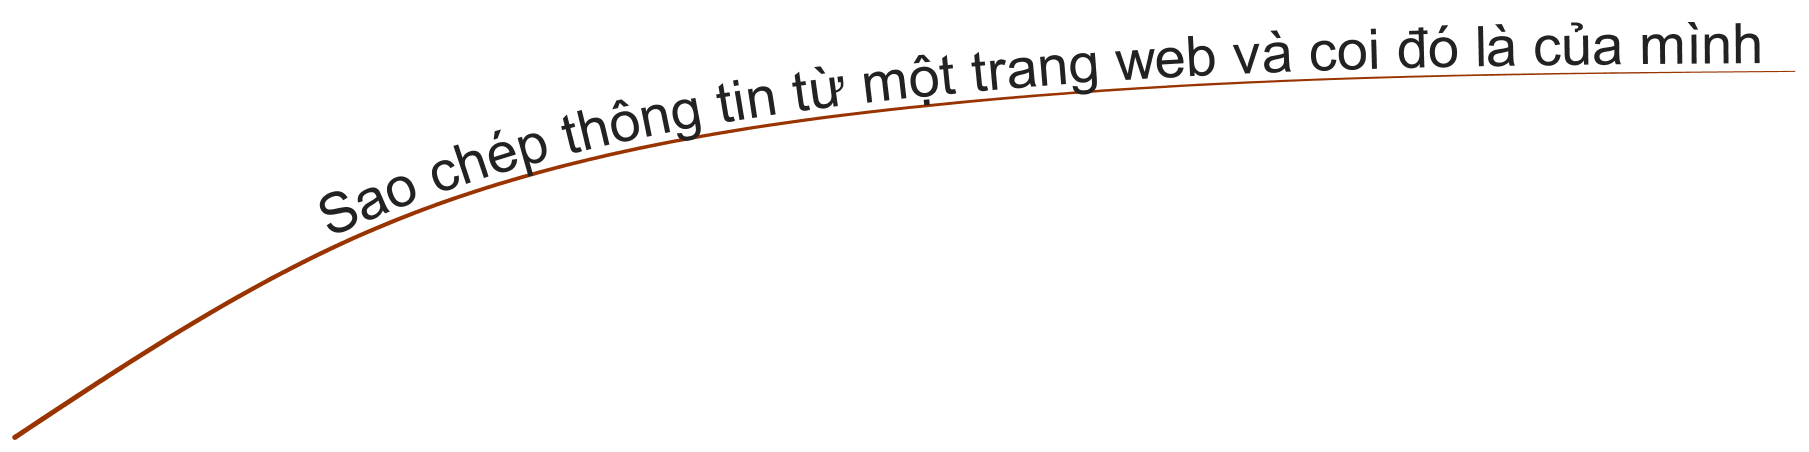 Sao chép thông tin từ một trang web và coi đó là của mình